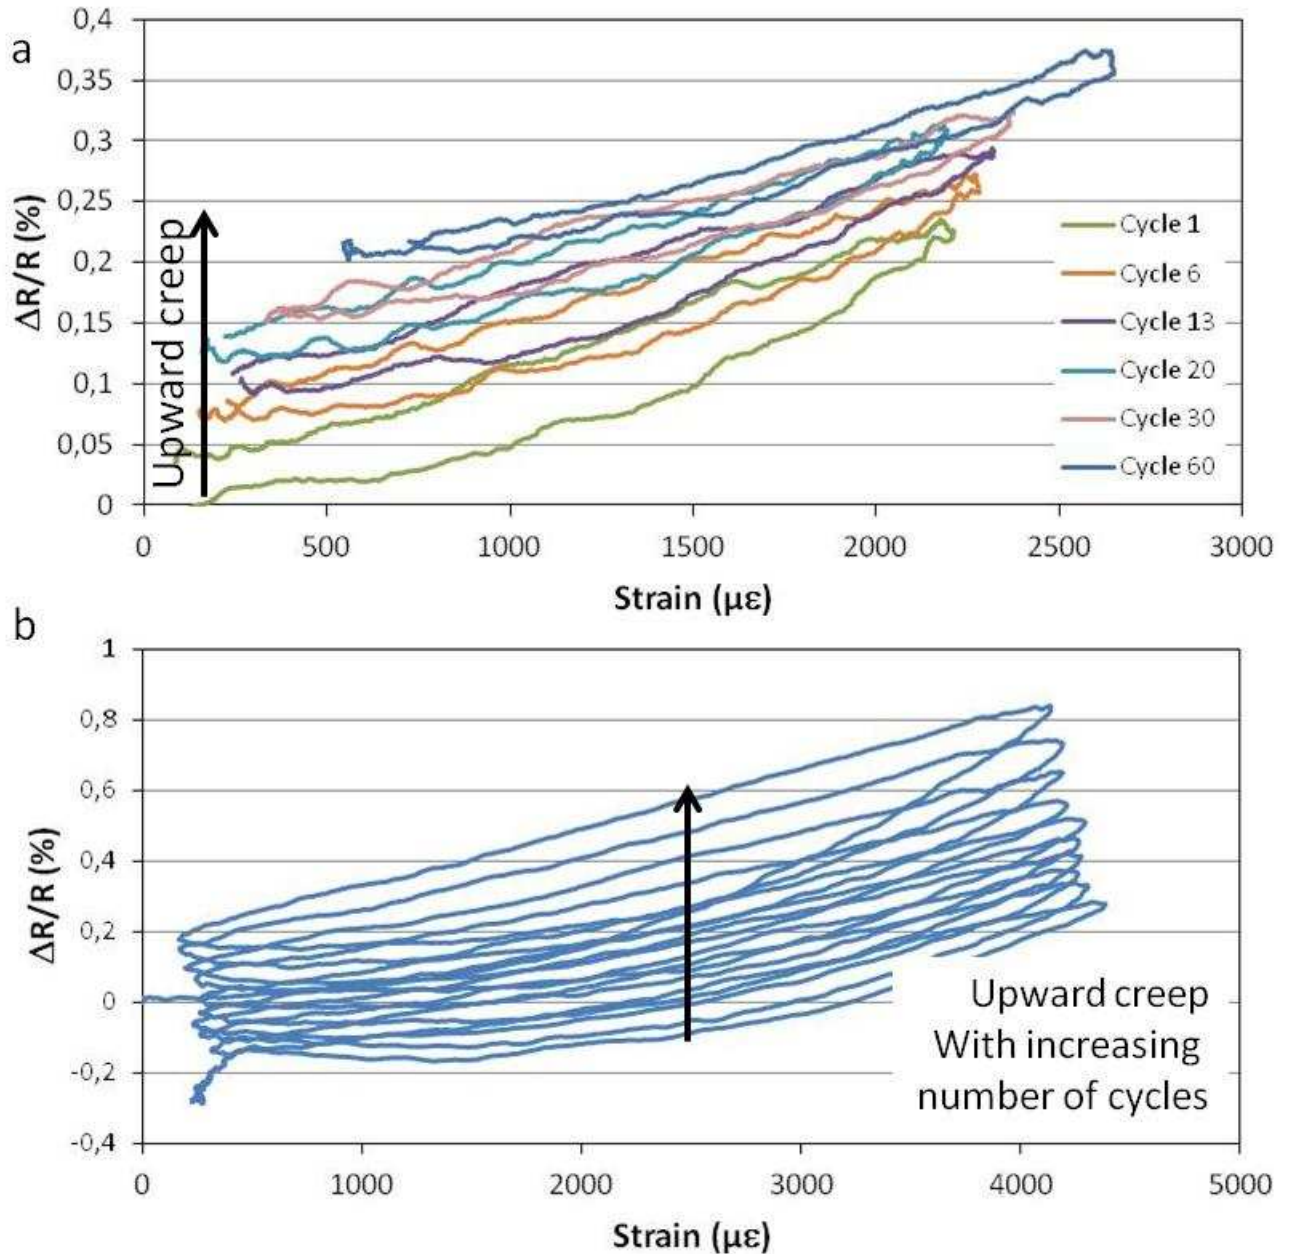 a
0,4
0,35
0,3
0,25
0,2
0,15
0,1
0,05
0
ΔR/R (%)
Upward creep
Cycle 1
Cycle 6
Cycle 13
Cycle 20
Cycle 30
Cycle 60
0 500 1000 1500 2000 2500 3000
Strain (με)
b
1
0,8
0,6
0,4
0,2
0
-0,2
-0,4
ΔR/R (%)
Upward creep
With increasing
number of cycles
0 1000 2000 3000 4000 5000
Strain (με)